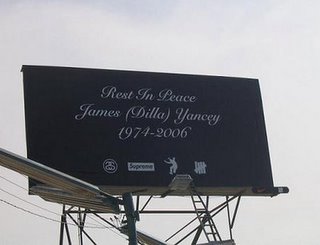 Rest In Peace
James (Dilla) Yancey
1974-2006
Supreme